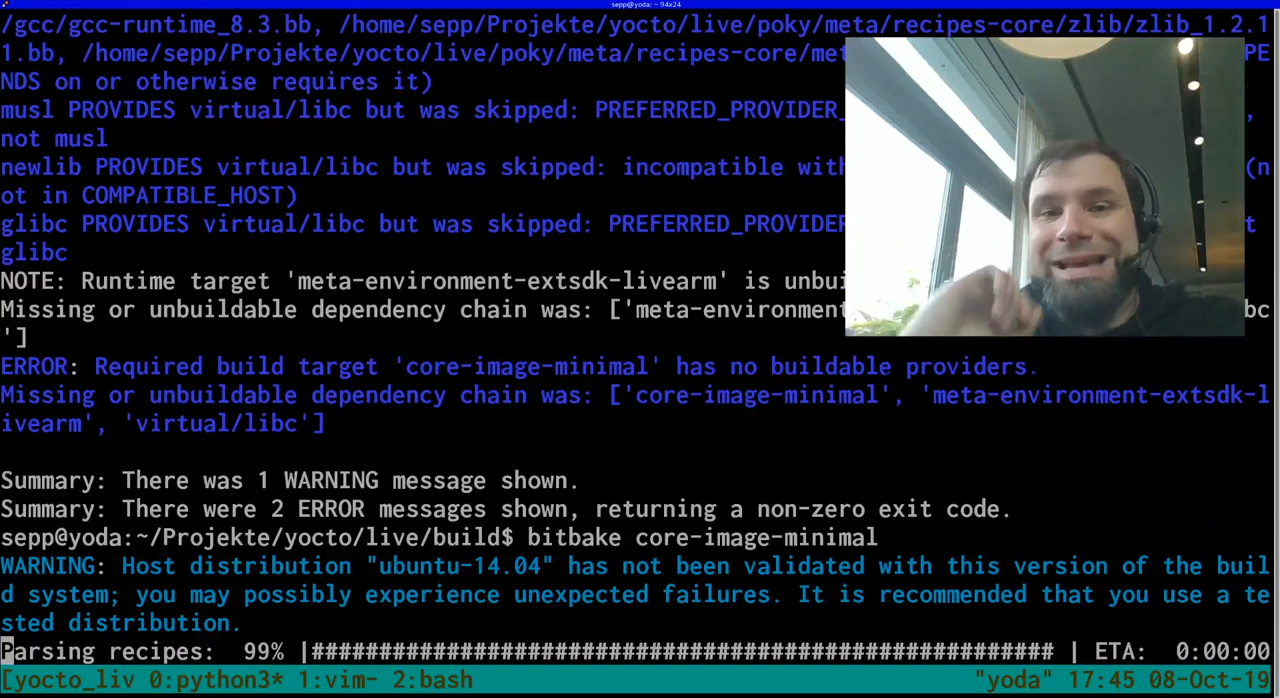 sepp@yoda: ~ 94x24
/gcc/gcc-runtime_8.3.bb, /home/sepp/Projekte/yocto/live/poky/meta/recipes-core/zlib/zlib_1.2.1
1.bb, /home/sepp/Projekte/yocto/live/poky/meta/recipes-core/met PE
NDS on or otherwise requires it)
musl PROVIDES virtual/libc but was skipped: PREFERRED_PROVIDER_ ,
not musl
newlib PROVIDES virtual/libc but was skipped: incompatible with (n
ot in COMPATIBLE_HOST)
glibc PROVIDES virtual/libc but was skipped: PREFERRED_PROVIDER t
glibc
NOTE: Runtime target 'meta-environment-extsdk-livearm' is unbui
Missing or unbuildable dependency chain was: ['meta-environment bc
']
ERROR: Required build target 'core-image-minimal' has no buildable providers.
Missing or unbuildable dependency chain was: ['core-image-minimal', 'meta-environment-extsdk-l
ivearm', 'virtual/libc']
Summary: There was 1 WARNING message shown.
Summary: There were 2 ERROR messages shown, returning a non-zero exit code.
sepp@yoda:~/Projekte/yocto/live/build$ bitbake core-image-minimal
WARNING: Host distribution "ubuntu-14.04" has not been validated with this version of the buil
d system; you may possibly experience unexpected failures. It is recommended that you use a te
sted distribution.
Parsing recipes: 99% |####################################################### | ETA: 0:00:00
[yocto_liv 0:python3* 1:vim- 2:bash "yoda" 17:45 08-Oct-19